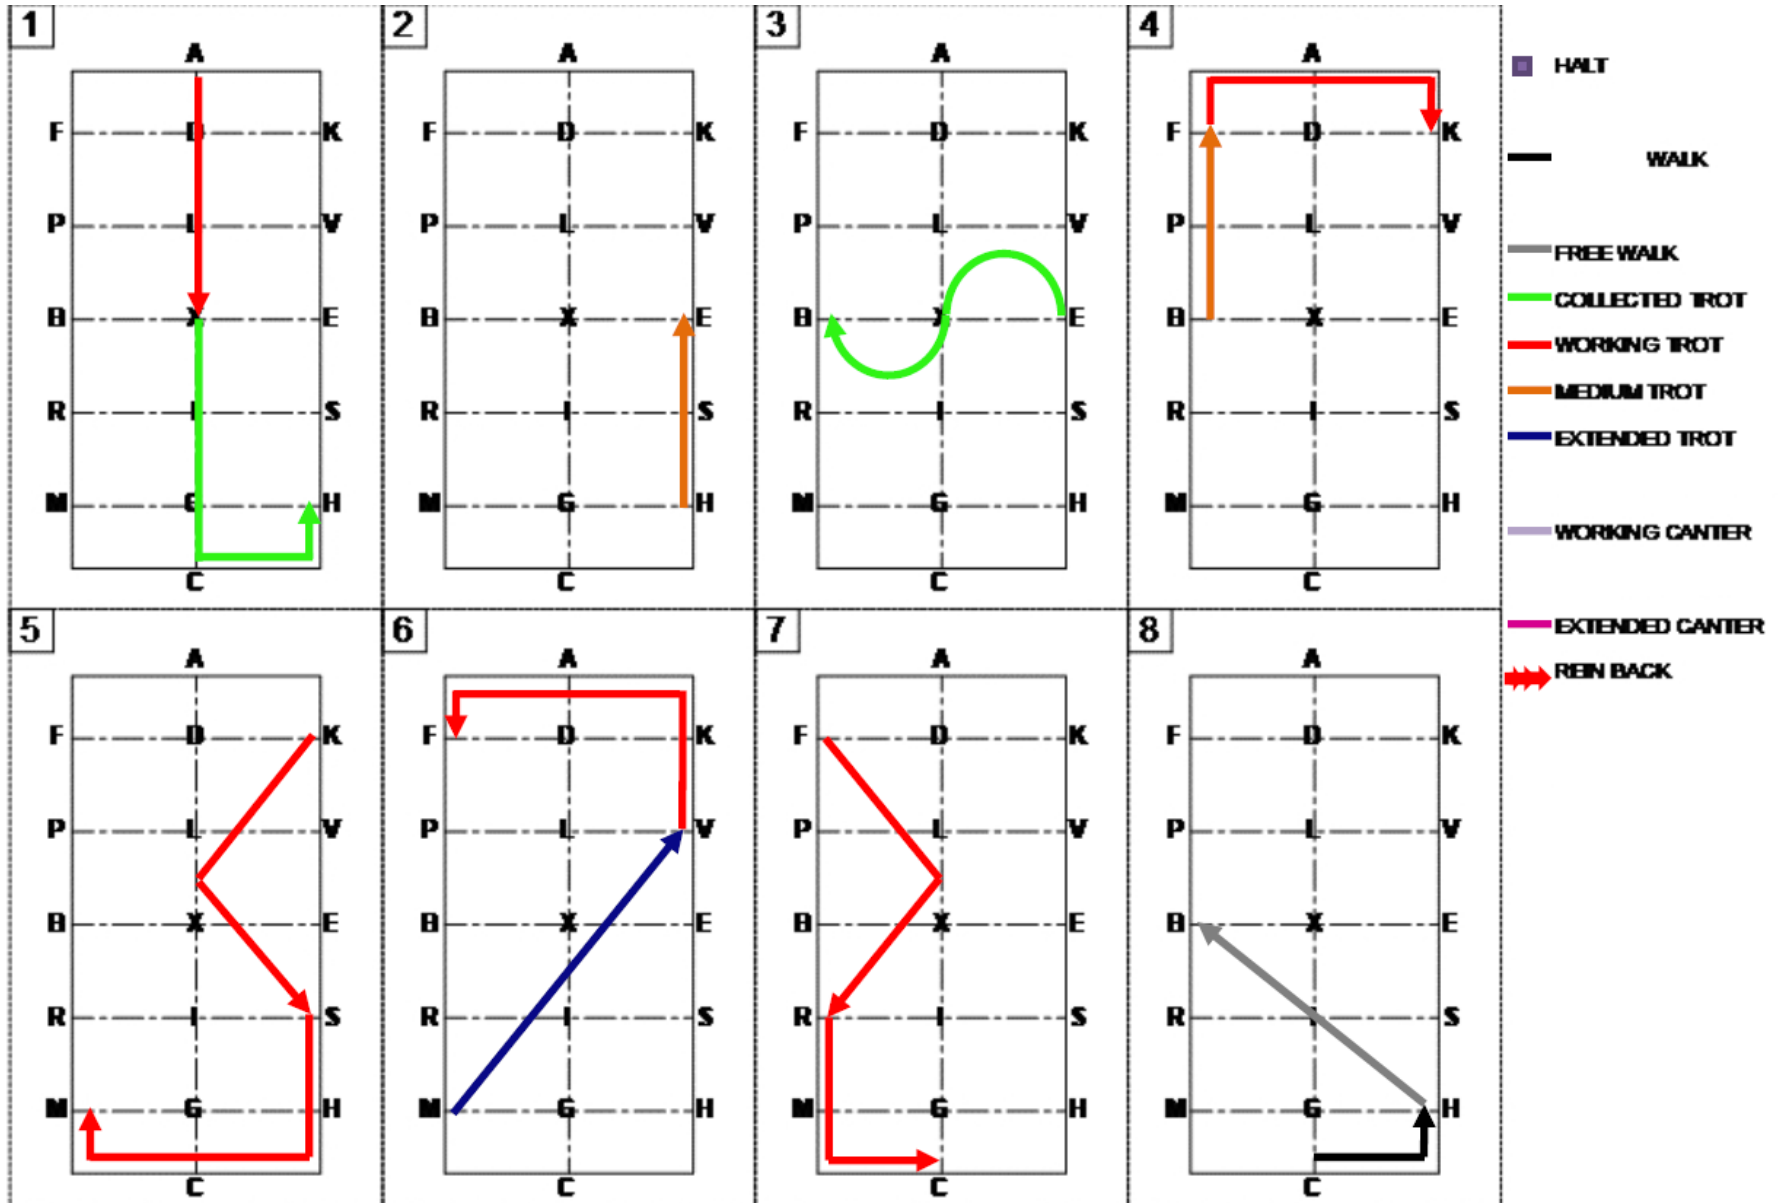 1 2 3 4
A A A A
F D K F D K F D K F D K
P L V P L V P L V P L V
B X E B X E B X E B X E
R I S R I S R I S R I S
M G H M G H M G H M G H
C C C C
5 6 7 8
A A A A
F D K F D K F D K F D K
P L V P L V P L V P L V
B X E B X E B X E B X E
R I S R I S R I S R I S
M G H M G H M G H M G H
C C C C
HALT
WALK
FREE WALK
COLLECTED TROT
WORKING TROT
MEDIUM TROT
EXTENDED TROT
WORKING CANTER
EXTENDED CANTER
REIN BACK